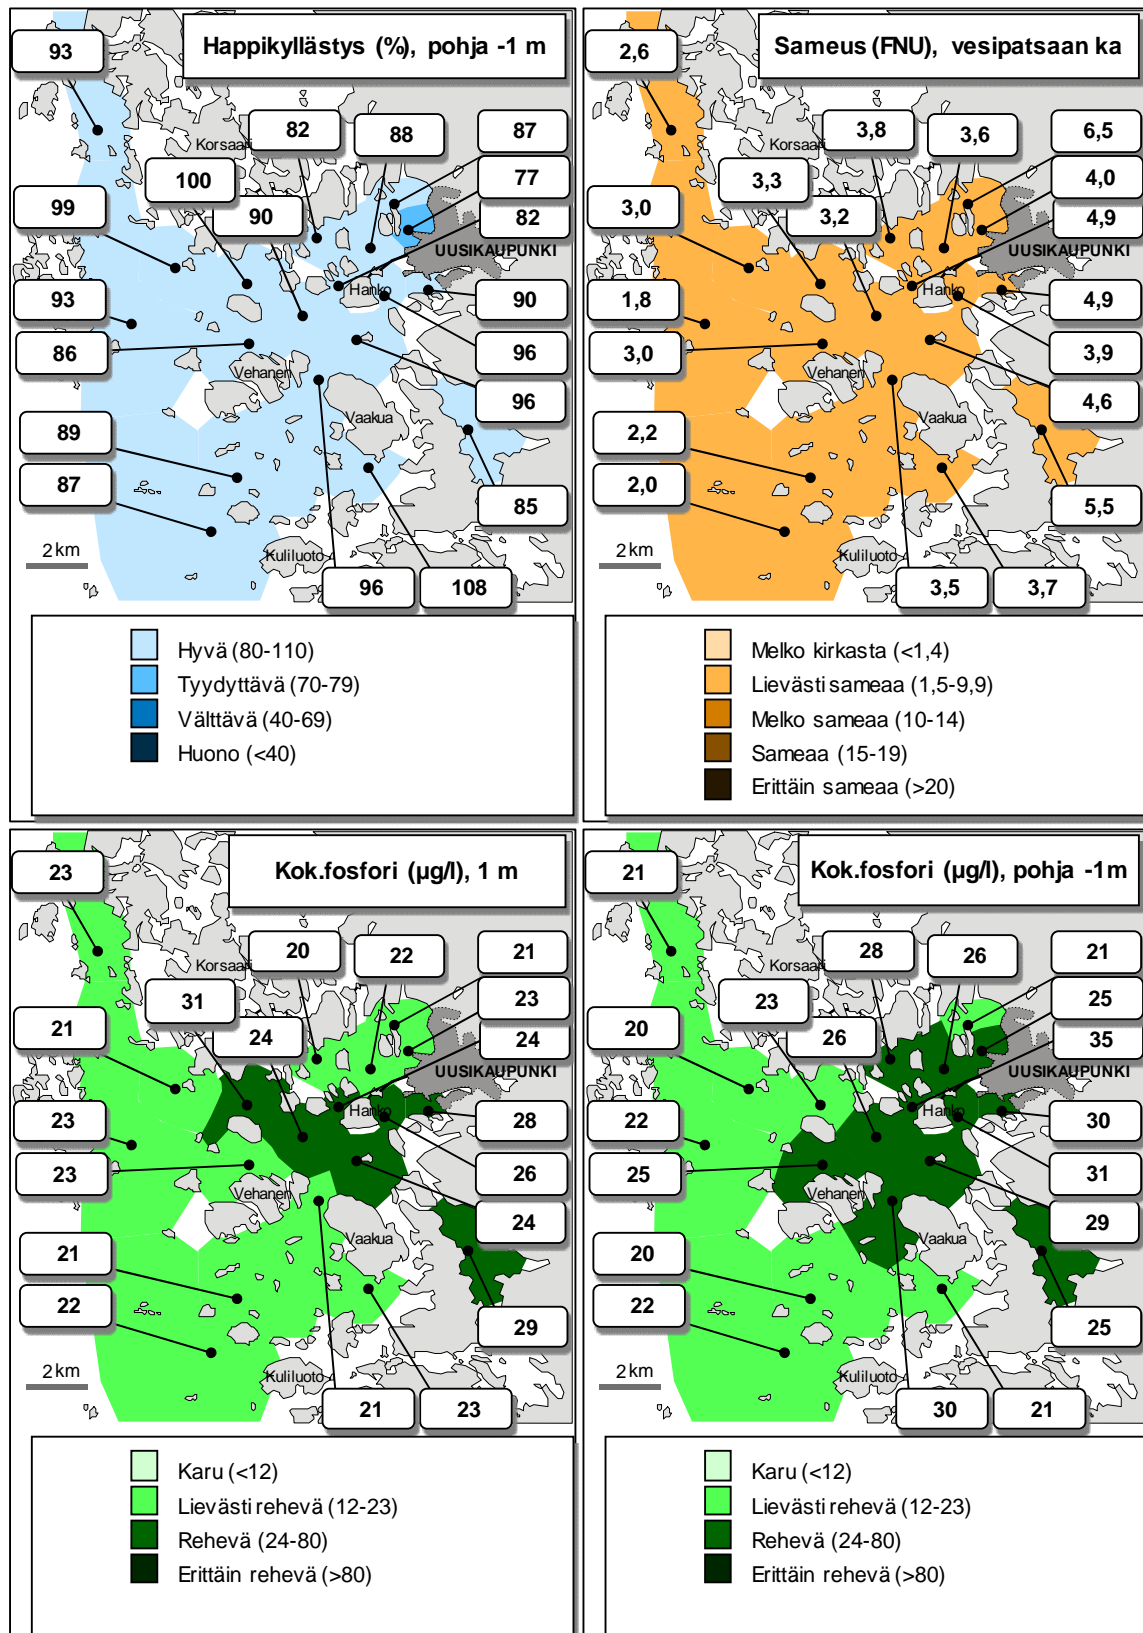 Happikyllästys (%), pohja -1 m
93
82
88
87
Korsaari
77
100
99
90
82
UUSIKAUPUNKI
Hanko
93
90
86
96
Vehanen
96
Vaakua
89
87
85
2 km
Kuliluoto
96
108
Hyvä (80-110)
Tyydyttävä (70-79)
Välttävä (40-69)
Huono (<40)
Sameus (FNU), vesipatsaan ka
2,6
3,8
3,6
6,5
Korsaari
4,0
3,3
3,0
3,2
4,9
UUSIKAUPUNKI
Hanko
1,8
4,9
3,0
3,9
Vehanen
4,6
Vaakua
2,2
2,0
5,5
2 km
Kuliluoto
3,5
3,7
Melko kirkasta (<1,4)
Lievästi sameaa (1,5-9,9)
Melko sameaa (10-14)
Sameaa (15-19)
Erittäin sameaa (>20)
Kok.fosfori (µg/l), 1 m
23
20
22
21
Korsaari
23
31
21
24
24
UUSIKAUPUNKI
Hanko
23
28
23
26
Vehanen
24
Vaakua
21
22
29
2 km
Kuliluoto
21
23
Karu (<12)
Lievästi rehevä (12-23)
Rehevä (24-80)
Erittäin rehevä (>80)
Kok.fosfori (µg/l), pohja -1m
21
28
26
21
Korsaari
25
23
20
26
35
UUSIKAUPUNKI
Hanko
22
30
25
31
Vehanen
29
Vaakua
20
22
25
2 km
Kuliluoto
30
21
Karu (<12)
Lievästi rehevä (12-23)
Rehevä (24-80)
Erittäin rehevä (>80)